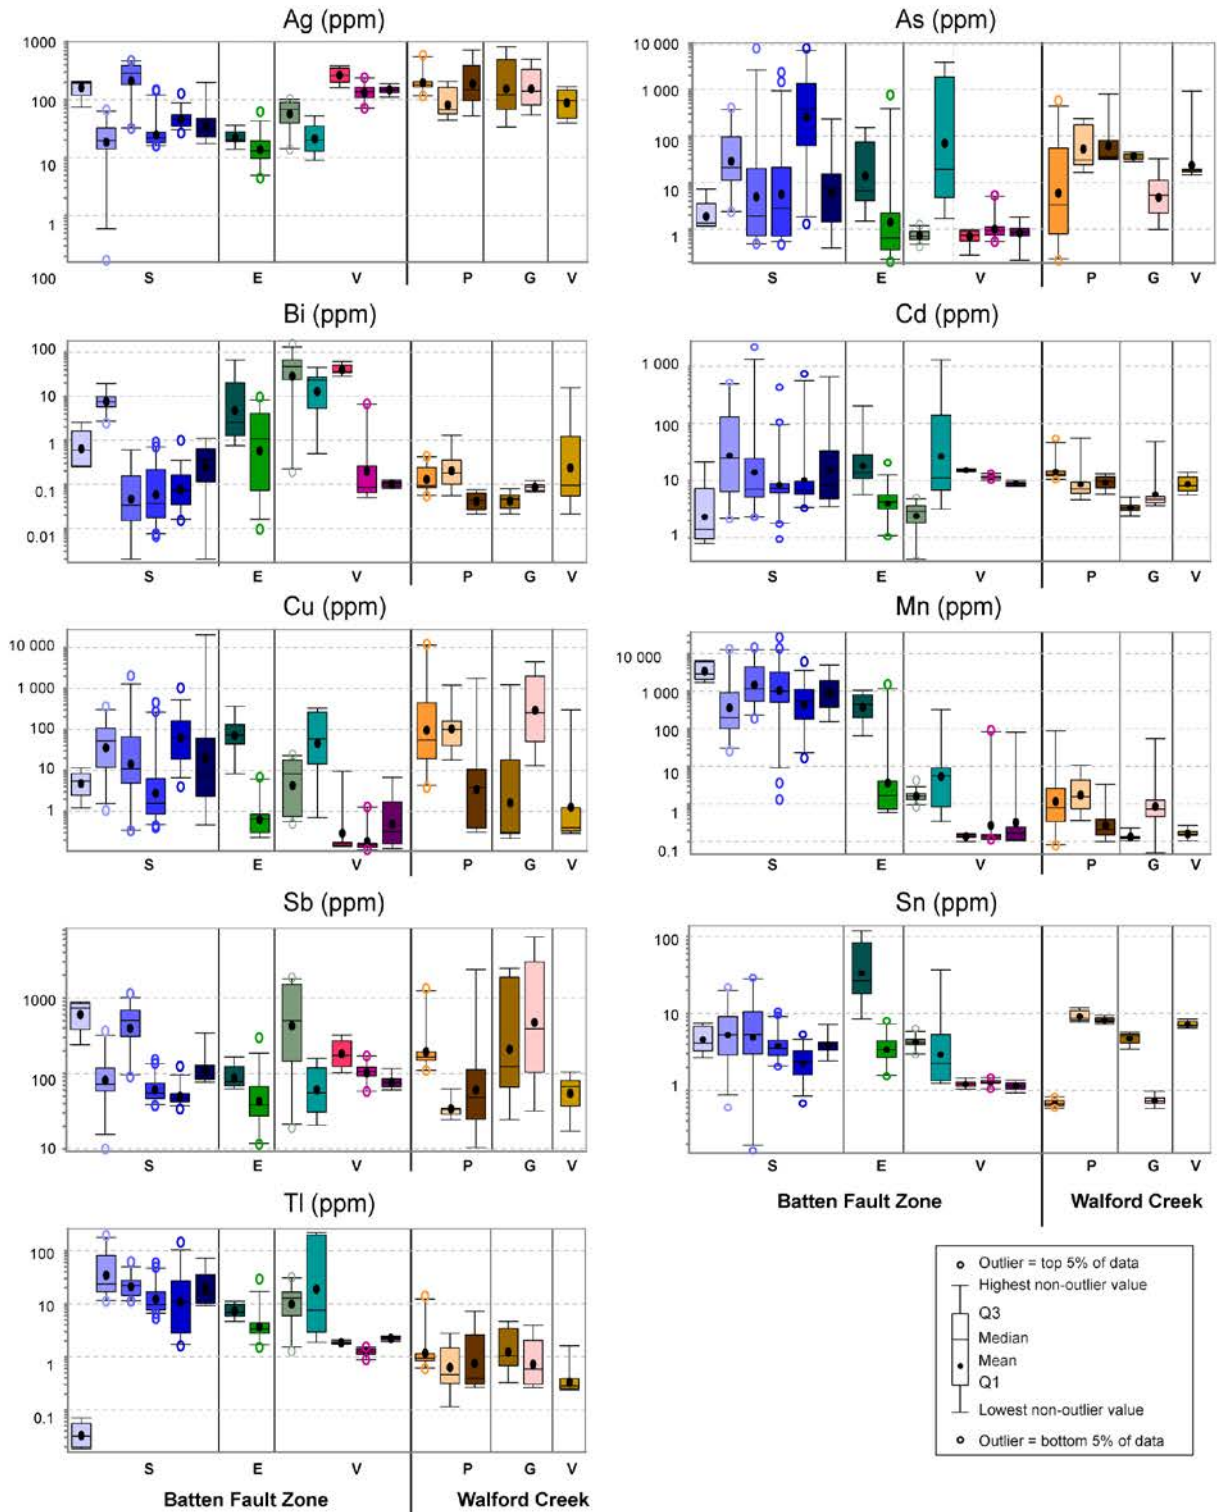 Ag (ppm)
1000
100
10
1
100
S E V P G V
As (ppm)
10 000
1000
100
10
1
S E V P G V
Bi (ppm)
100
10
1
0.1
0.01
S E V P G V
Cd (ppm)
1 000
100
10
1
S E V P G V
Cu (ppm)
10 000
1 000
100
10
1
S E V P G V
Mn (ppm)
10 000
1 000
100
10
1
0.1
S E V P G V
Sb (ppm)
1000
100
10
S E V P G V
Sn (ppm)
100
10
1
S E V P G V
Batten Fault Zone Walford Creek
Tl (ppm)
100
10
1
0.1
S E V P G V
Batten Fault Zone Walford Creek
Outlier = top 5% of data
Highest non-outlier value
Q3
Median
Mean
Q1
Lowest non-outlier value
Outlier = bottom 5% of data